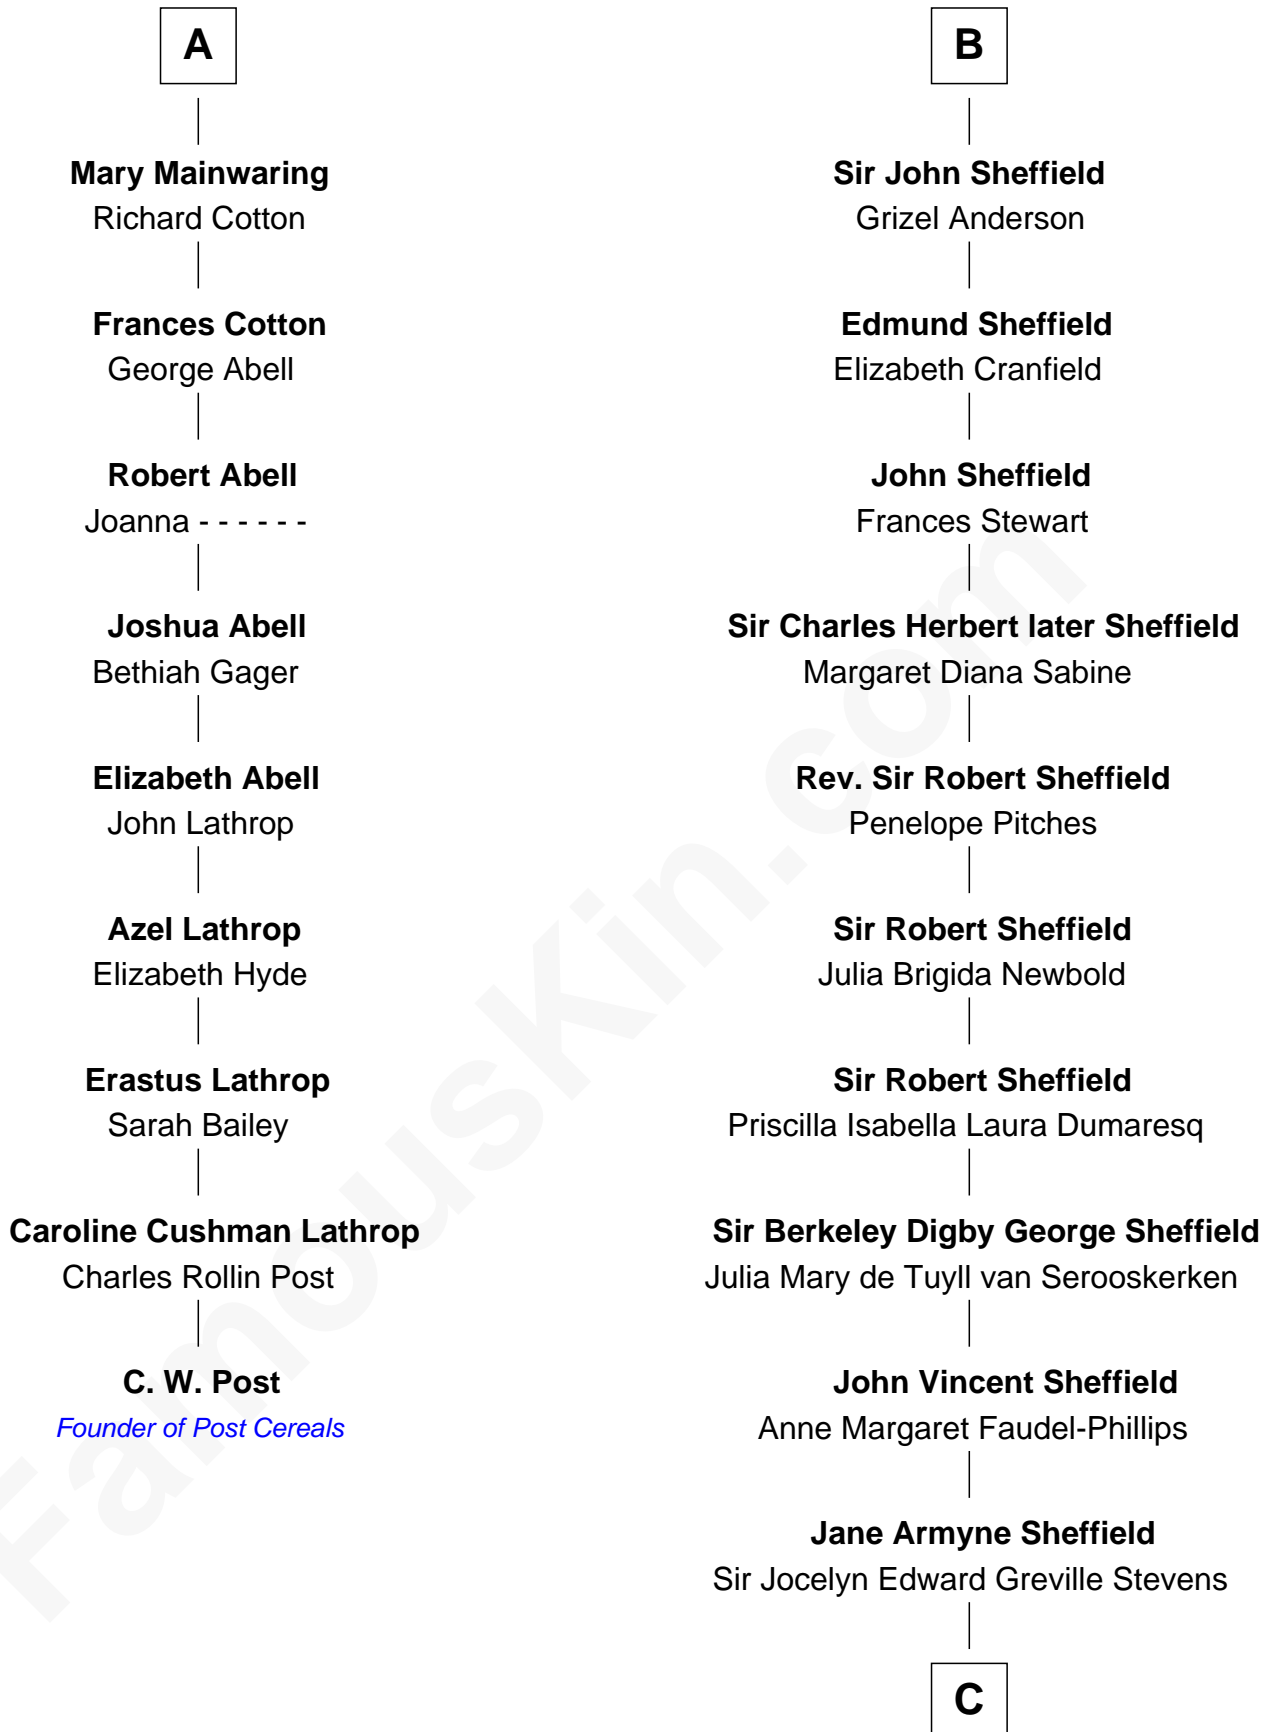 A
Mary Mainwaring
Richard Cotton
Frances Cotton
George Abell
Robert Abell
Joanna - - - - - -
Joshua Abell
Bethiah Gager
Elizabeth Abell
John Lathrop
Azel Lathrop
Elizabeth Hyde
Erastus Lathrop
Sarah Bailey
Caroline Cushman Lathrop
Charles Rollin Post
C. W. Post
Founder of Post Cereals
B
Sir John Sheffield
Grizel Anderson
Edmund Sheffield
Elizabeth Cranfield
John Sheffield
Frances Stewart
Sir Charles Herbert later Sheffield
Margaret Diana Sabine
Rev. Sir Robert Sheffield
Penelope Pitches
Sir Robert Sheffield
Julia Brigida Newbold
Sir Robert Sheffield
Priscilla Isabella Laura Dumaresq
Sir Berkeley Digby George Sheffield
Julia Mary de Tuyll van Serooskerken
John Vincent Sheffield
Anne Margaret Faudel-Phillips
Jane Armyne Sheffield
Sir Jocelyn Edward Greville Stevens
C
FamousKin.com